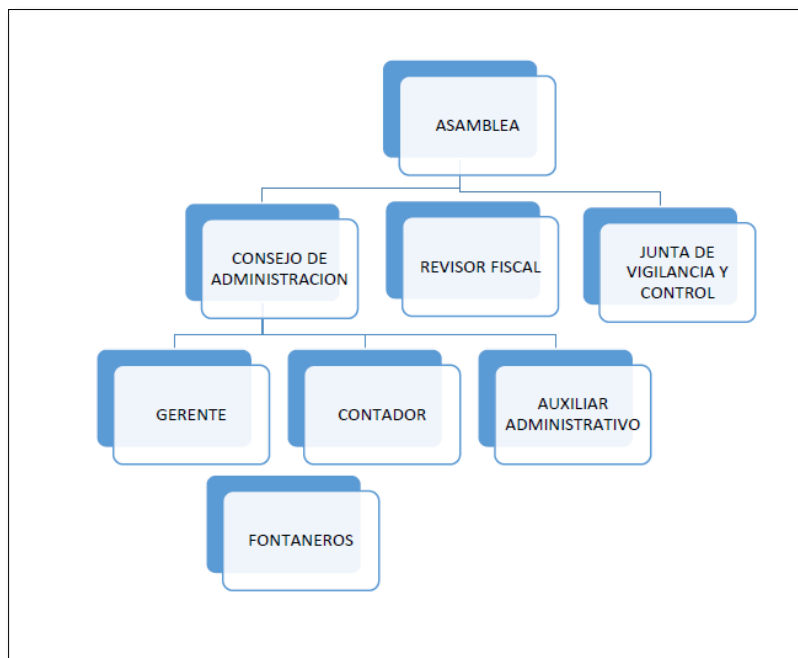 ASAMBLEA
CONSEJO DE
ADMINISTRACION
REVISOR FISCAL
JUNTA DE
VIGILANCIA Y
CONTROL
GERENTE
CONTADOR
AUXILIAR
ADMINISTRATIVO
FONTANEROS